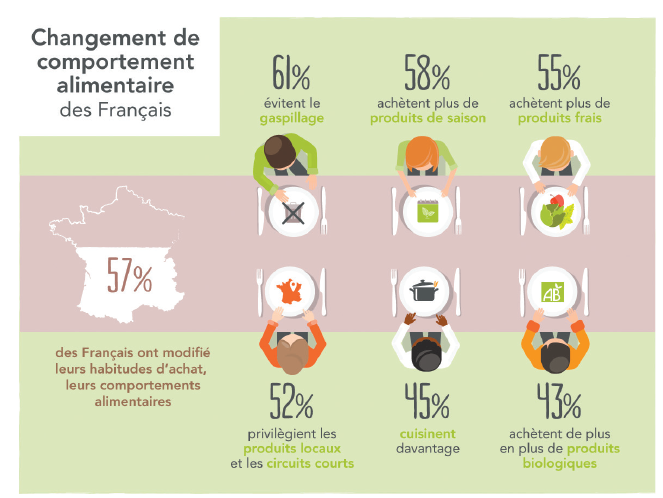 Changement de
comportement
alimentaire
des Français
61%
évitent le
gaspillage
58%
achètent plus de
produits de saison
55%
achètent plus de
produits frais
57%
des Français ont modifié
leurs habitudes d'achat,
leurs comportements
alimentaires
AB
52%
privilègient les
produits locaux
et les circuits courts
45%
cuisinent
davantage
43%
achètent de plus
en plus de produits
biologiques